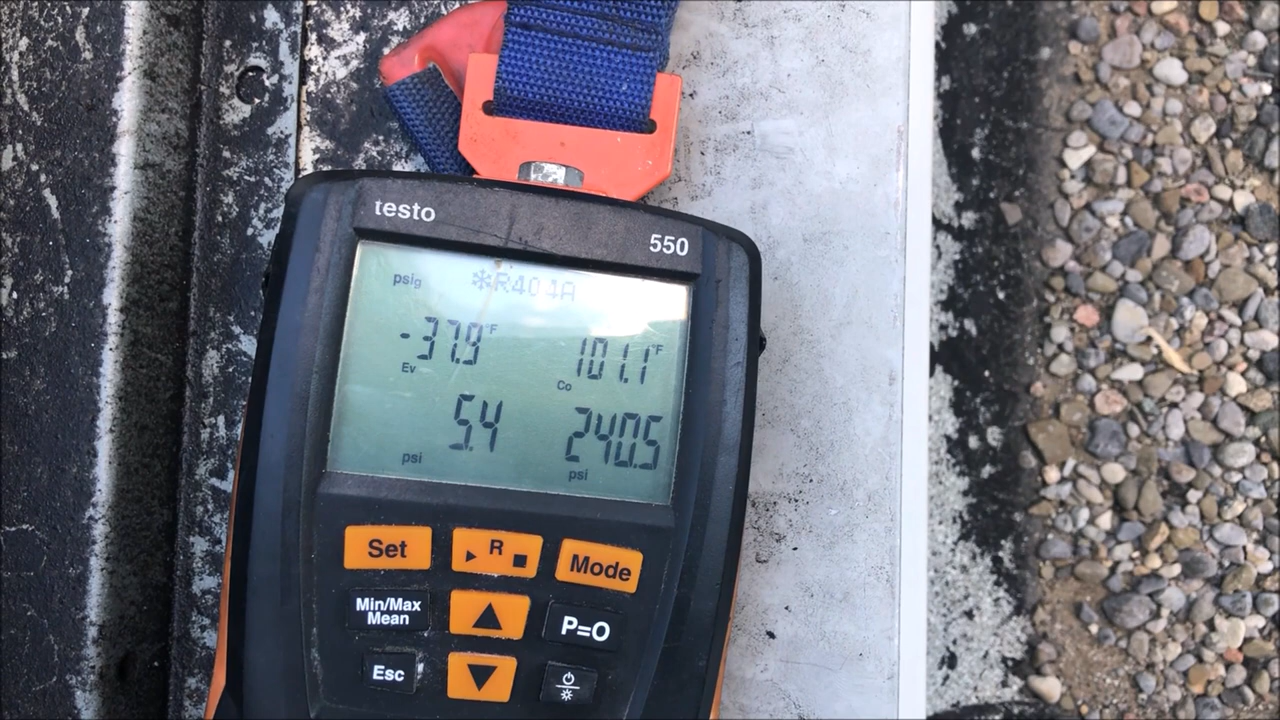 testo
550
psig ❄R404A
-37.9°F 101.1°F
Ev Co
5.4 240.5
psi psi
Set ▶ R ■ Mode
Min/Max
Mean
▲ P=O
Esc ▼